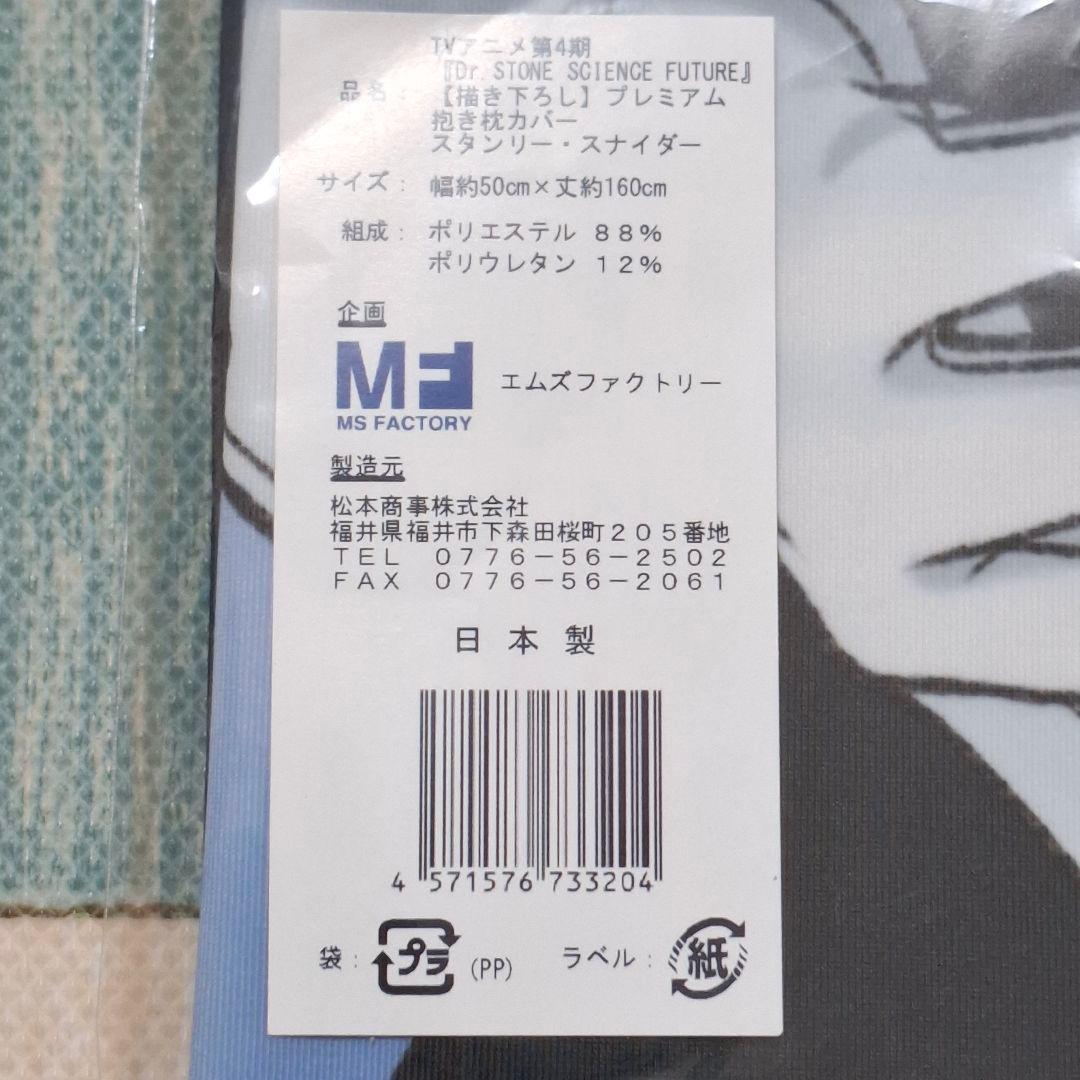 TVアニメ第4期
『Dr. STONE SCIENCE FUTURE』
品名： 【描き下ろし】プレミアム
抱き枕カバー
スタンリー・スナイダー
サイズ： 幅約50cm×丈約160cm
組成： ポリエステル ８８％
ポリウレタン １２％
企画
MF
MS FACTORY
エムズファクトリー
製造元
松本商事株式会社
福井県福井市下森田桜町２０５番地
ＴＥＬ ０７７６－５６－２５０２
ＦＡＸ ０７７６－５６－２０６１
日本製
4 571576 733204
袋： プラ (PP) ラベル： 紙